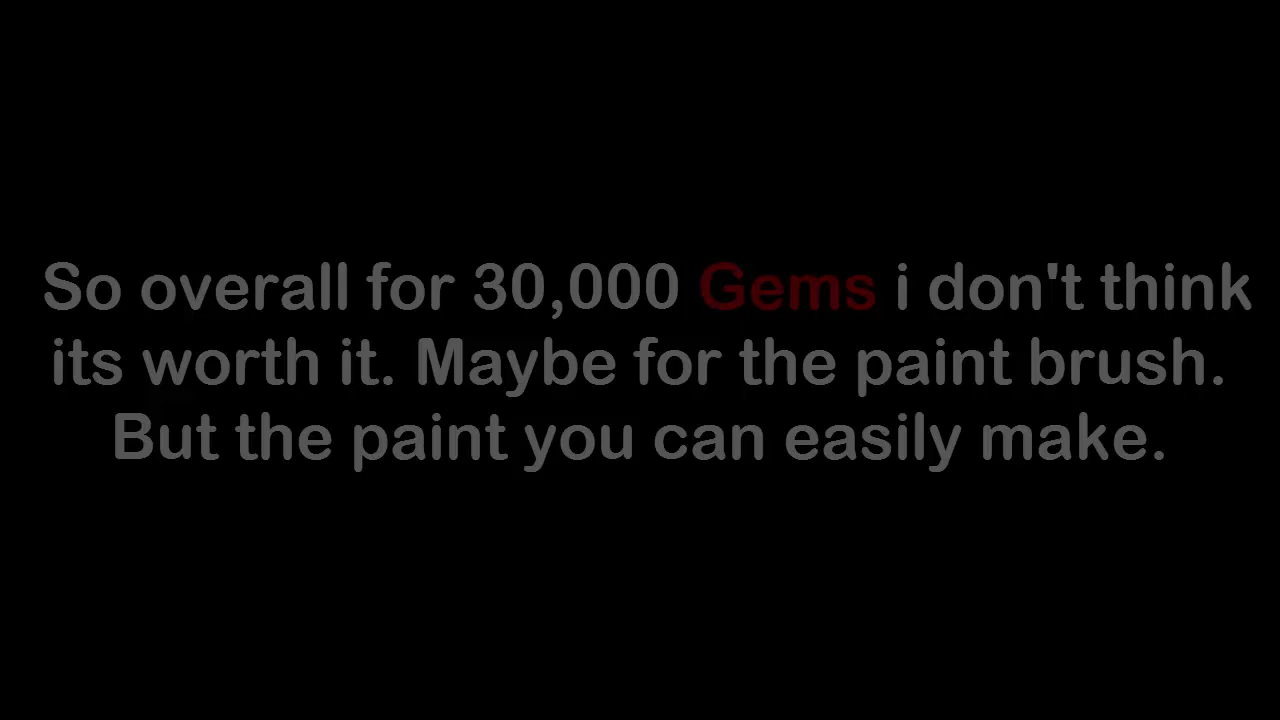 So overall for 30,000 Gems i don't think
its worth it. Maybe for the paint brush.
But the paint you can easily make.